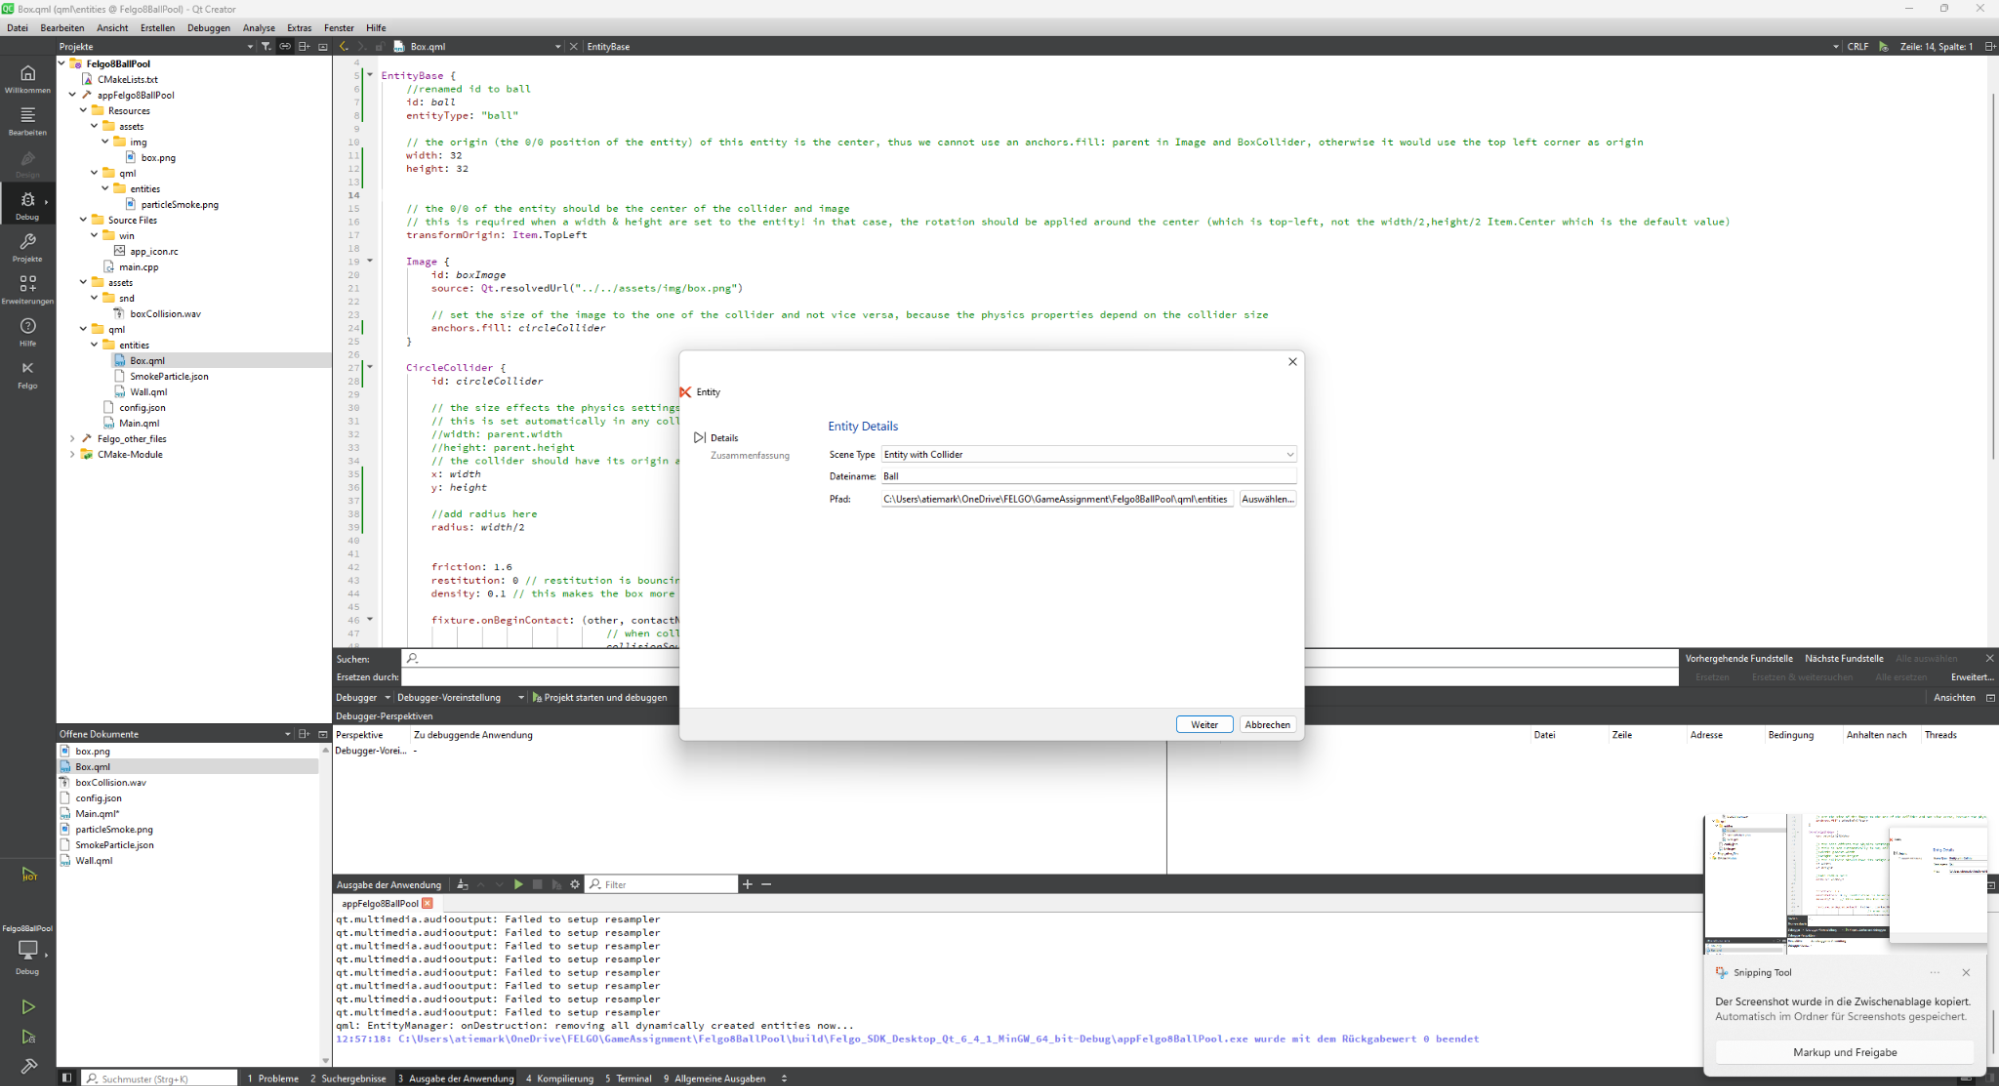 Box.qml (qml\entities @ Felgo8BallPool) - Qt Creator
Datei Bearbeiten Ansicht Erstellen Debuggen Analyse Extras Fenster Hilfe
Projekte
Box.qml
EntityBase
CRLF
Zeile: 14, Spalte: 1
Willkommen
Bearbeiten
Design
Debug
Projekte
Erweiterungen
Hilfe
Felgo
Felgo8BallPool
CMakeLists.txt
appFelgo8BallPool
Resources
assets
img
box.png
qml
entities
particleSmoke.png
Source Files
win
app_icon.rc
main.cpp
assets
snd
boxCollision.wav
qml
entities
Box.qml
SmokeParticle.json
Wall.qml
config.json
Main.qml
Felgo_other_files
CMake-Module
4
5 EntityBase {
6 //renamed id to ball
7 id: ball
8 entityType: "ball"
9
10 // the origin (the 0/0 position of the entity) of this entity is the center, thus we cannot use an anchors.fill: parent in Image and BoxCollider, otherwise it would use the top left corner as origin
11 width: 32
12 height: 32
13
14
15 // the 0/0 of the entity should be the center of the collider and image
16 // this is required when a width & height are set to the entity! in that case, the rotation should be applied around the center (which is top-left, not the width/2,height/2 Item.Center which is the default value)
17 transformOrigin: Item.TopLeft
18
19 Image {
20 id: boxImage
21 source: Qt.resolvedUrl("../../assets/img/box.png")
22
23 // set the size of the image to the one of the collider and not vice versa, because the physics properties depend on the collider size
24 anchors.fill: circleCollider
25 }
26
27 CircleCollider {
28 id: circleCollider
29
30 // the size effects the physics settings
31 // this is set automatically in any coll
32 //width: parent.width
33 //height: parent.height
34 // the collider should have its origin a
35 x: width
36 y: height
37
38 //add radius here
39 radius: width/2
40
41
42 friction: 1.6
43 restitution: 0 // restitution is bouncin
44 density: 0.1 // this makes the box more
45
46 fixture.onBeginContact: (other, contactN
47 // when coll
48 collisionSou
Entity
Details
Zusammenfassung
Entity Details
Scene Type Entity with Collider
Dateiname: Ball
Pfad: C:\Users\atiemark\OneDrive\FELGO\GameAssignment\Felgo8BallPool\qml\entities Auswählen...
Weiter Abbrechen
Suchen:
Ersetzen durch:
Vorhergehende Fundstelle Nächste Fundstelle Alle auswählen
Ersetzen Ersetzen & weitersuchen Alle ersetzen Erweitert...
Debugger Debugger-Voreinstellung Projekt starten und debuggen
Ansichten
Debugger-Perspektiven
Perspektive Zu debuggende Anwendung
Debugger-Vorei... -
Datei Zeile Adresse Bedingung Anhalten nach Threads
Offene Dokumente
box.png
Box.qml
boxCollision.wav
config.json
Main.qml*
particleSmoke.png
SmokeParticle.json
Wall.qml
HOT
Felgo8BallPool
Debug
Ausgabe der Anwendung
Filter
appFelgo8BallPool
qt.multimedia.audiooutput: Failed to setup resampler
qt.multimedia.audiooutput: Failed to setup resampler
qt.multimedia.audiooutput: Failed to setup resampler
qt.multimedia.audiooutput: Failed to setup resampler
qt.multimedia.audiooutput: Failed to setup resampler
qt.multimedia.audiooutput: Failed to setup resampler
qt.multimedia.audiooutput: Failed to setup resampler
qt.multimedia.audiooutput: Failed to setup resampler
qml: EntityManager: onDestruction: removing all dynamically created entities now...
12:57:18: C:\Users\atiemark\OneDrive\FELGO\GameAssignment\Felgo8BallPool\build\Felgo_SDK_Desktop_Qt_6_4_1_MinGW_64_bit-Debug\appFelgo8BallPool.exe wurde mit dem Rückgabewert 0 beendet
Snipping Tool
Der Screenshot wurde in die Zwischenablage kopiert.
Automatisch im Ordner für Screenshots gespeichert.
Markup und Freigabe
Suchmuster (Strg+K)
1 Probleme 2 Suchergebnisse 3 Ausgabe der Anwendung 4 Kompilierung 5 Terminal 9 Allgemeine Ausgaben